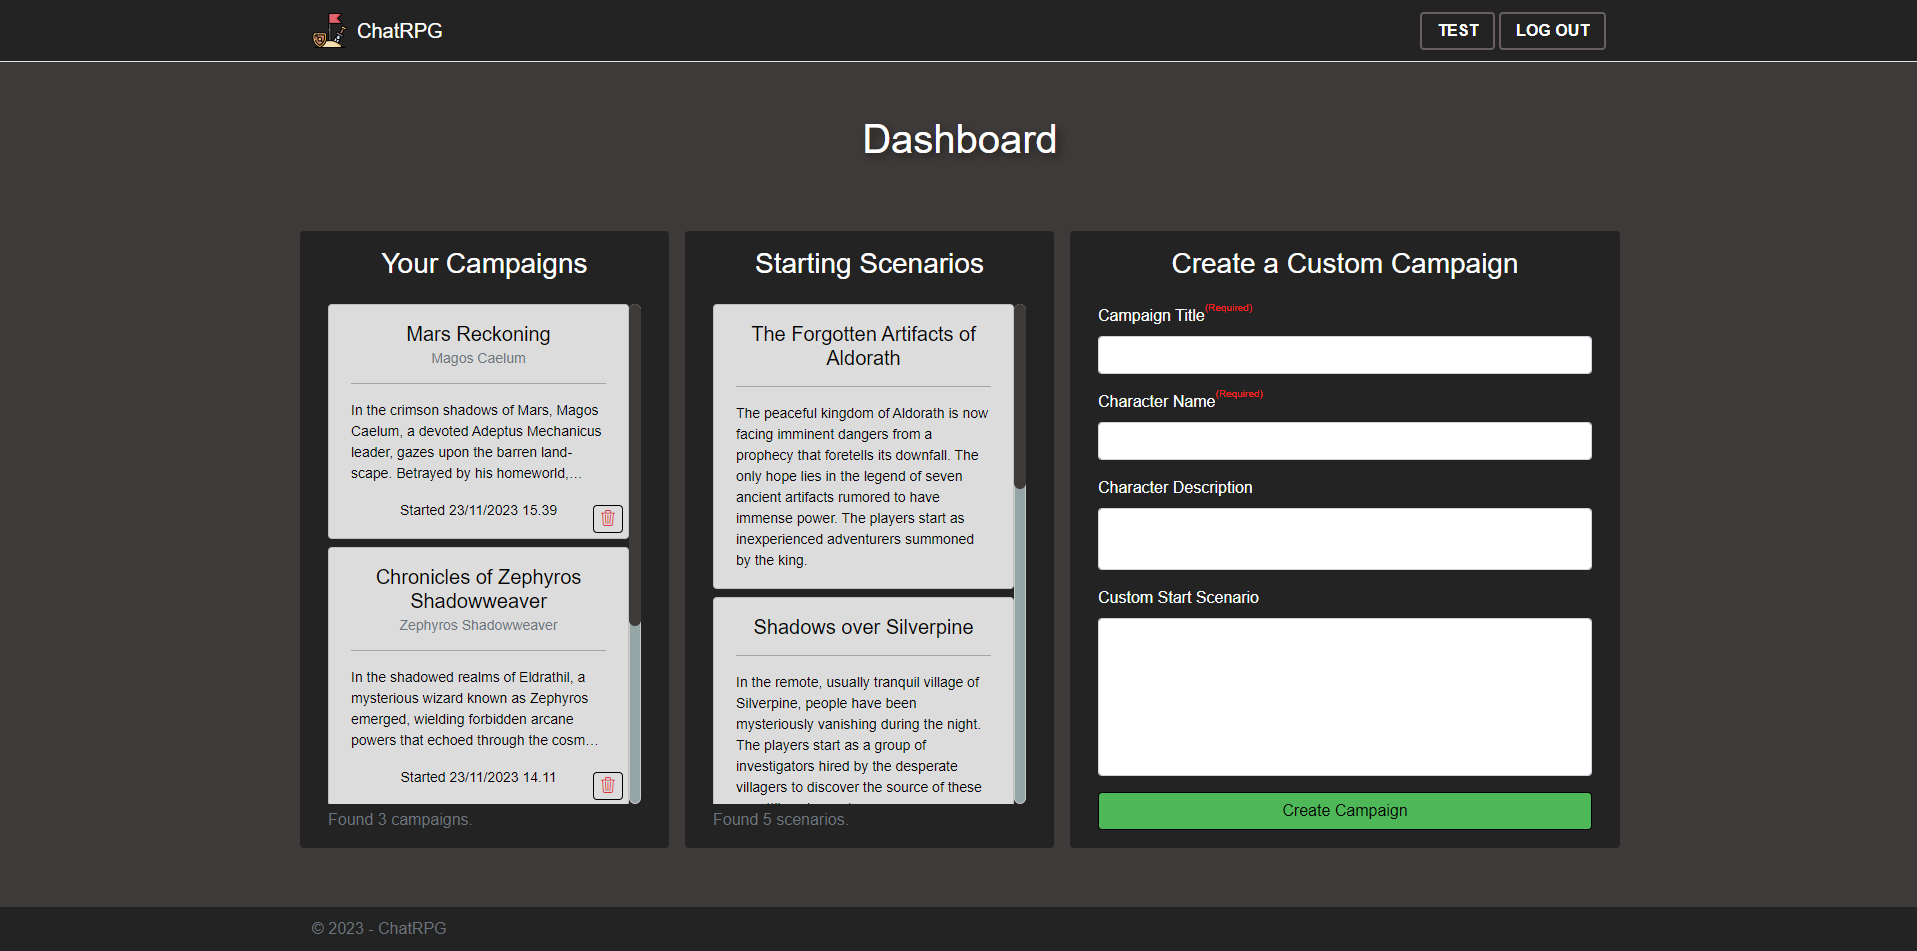 ChatRPG
TEST
LOG OUT
Dashboard
Your Campaigns
Mars Reckoning
Magos Caelum
In the crimson shadows of Mars, Magos
Caelum, a devoted Adeptus Mechanicus
leader, gazes upon the barren land-
scape. Betrayed by his homeworld,...
Started 23/11/2023 15.39
Chronicles of Zephyros
Shadowweaver
Zephyros Shadowweaver
In the shadowed realms of Eldrathil, a
mysterious wizard known as Zephyros
emerged, wielding forbidden arcane
powers that echoed through the cosm...
Started 23/11/2023 14.11
Found 3 campaigns.
Starting Scenarios
The Forgotten Artifacts of
Aldorath
The peaceful kingdom of Aldorath is now
facing imminent dangers from a
prophecy that foretells its downfall. The
only hope lies in the legend of seven
ancient artifacts rumored to have
immense power. The players start as
inexperienced adventurers summoned
by the king.
Shadows over Silverpine
In the remote, usually tranquil village of
Silverpine, people have been
mysteriously vanishing during the night.
The players start as a group of
investigators hired by the desperate
villagers to discover the source of these
Found 5 scenarios.
Create a Custom Campaign
Campaign Title(Required)
Character Name(Required)
Character Description
Custom Start Scenario
Create Campaign
© 2023 - ChatRPG